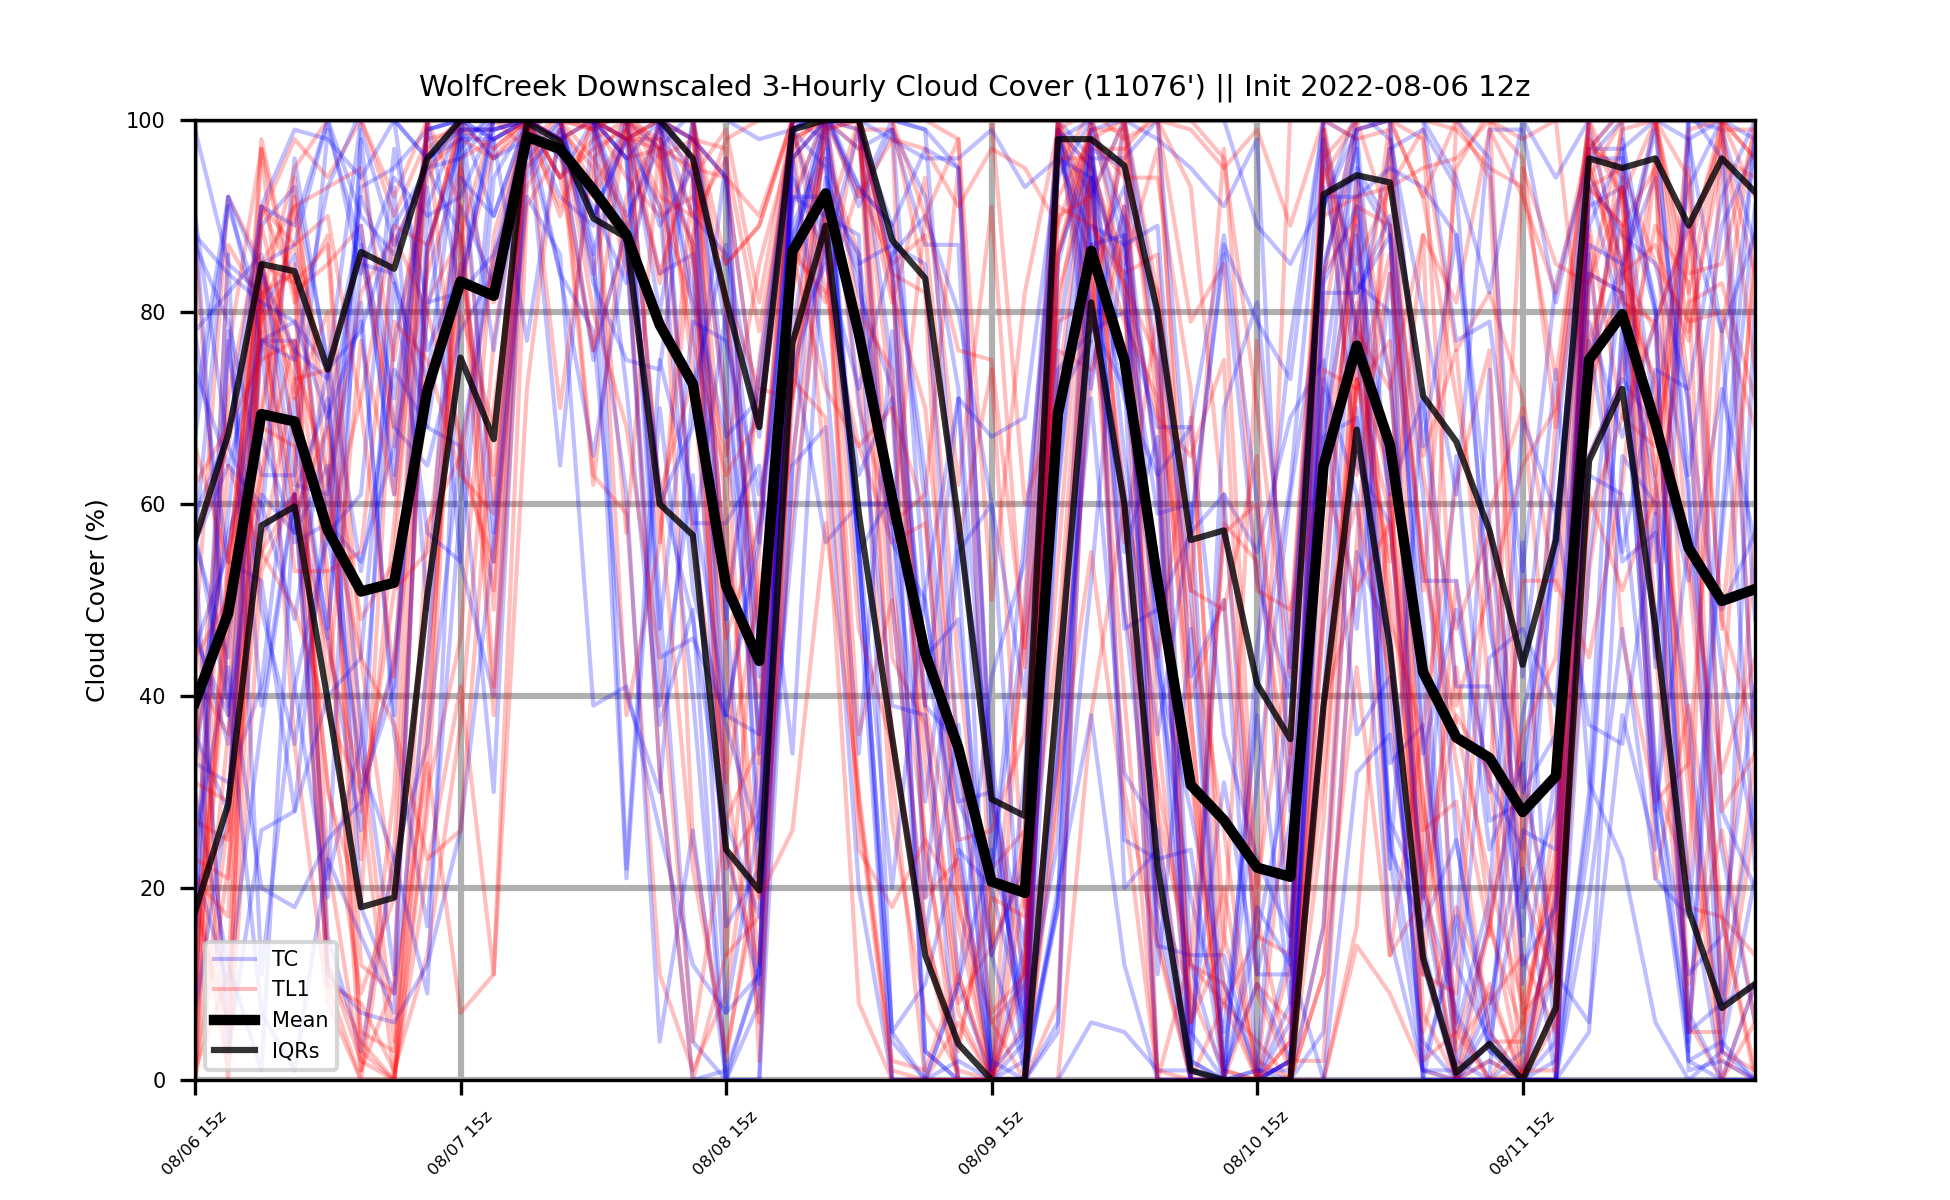 WolfCreek Downscaled 3-Hourly Cloud Cover (11076') || Init 2022-08-06 12z
Cloud Cover (%)
100
80
60
40
20
0
TC
TL1
Mean
IQRs
08/06 15z
08/07 15z
08/08 15z
08/09 15z
08/10 15z
08/11 15z